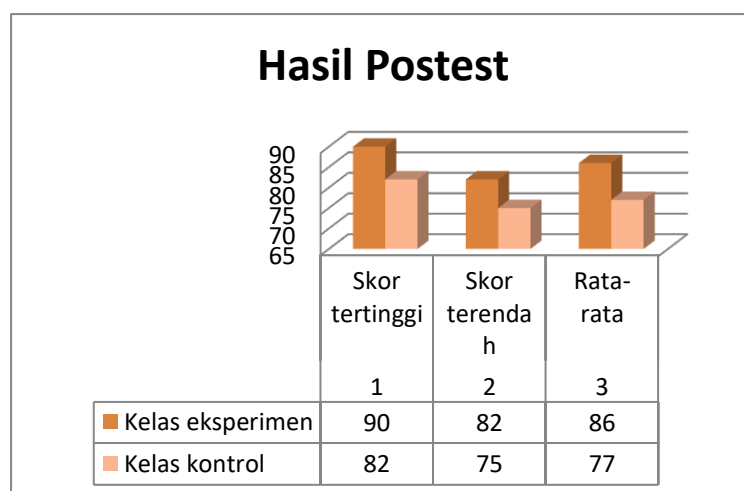 Hasil Postest
90
85
80
75
70
65
Skor tertinggi
Skor terendah
Rata-rata
1 2 3
Kelas eksperimen 90 82 86
Kelas kontrol 82 75 77